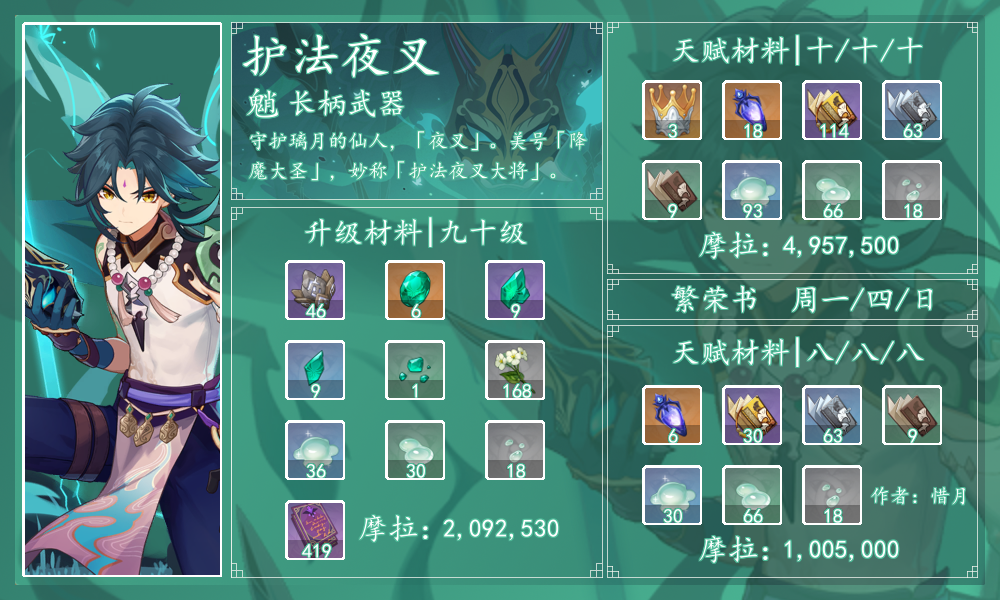 护法夜叉
魈 长柄武器
守护璃月的仙人，「夜叉」。美号「降
魔大圣」，妙称「护法夜叉大将」。
升级材料|九十级
46 6 9
9 1 168
36 30 18
419 摩拉: 2,092,530
天赋材料|十/十/十
3 18 114 63
9 93 66 18
摩拉: 4,957,500
繁荣书 周一/四/日
天赋材料|八/八/八
6 30 63 9
30 66 18 作者: 惜月
摩拉: 1,005,000